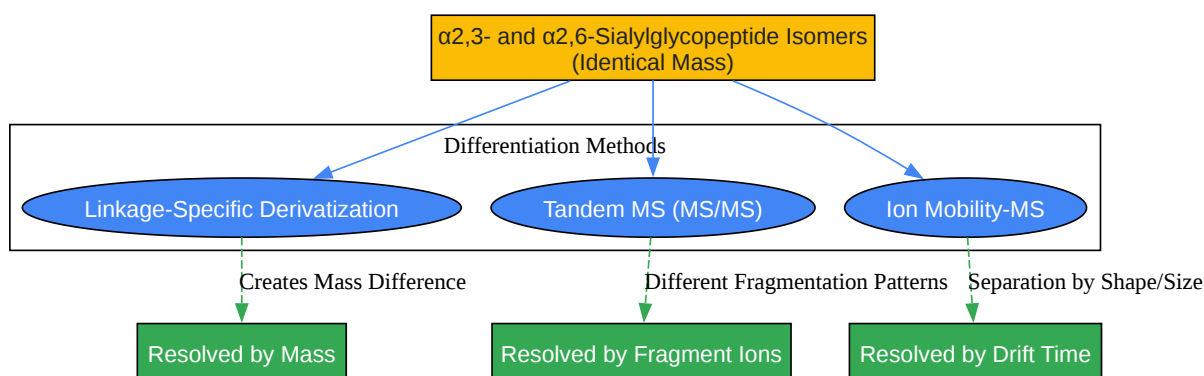 α2,3- and α2,6-Sialylglycopeptide Isomers
(Identical Mass)
Differentiation Methods
Linkage-Specific Derivatization
Tandem MS (MS/MS)
Ion Mobility-MS
Creates Mass Difference
Different Fragmentation Patterns
Separation by Shape/Size
Resolved by Mass
Resolved by Fragment Ions
Resolved by Drift Time